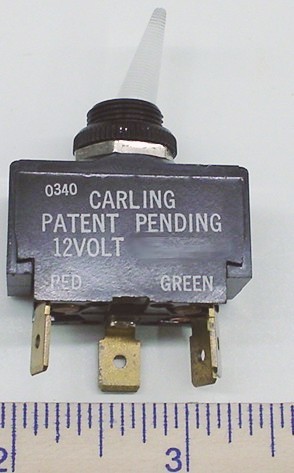 0340
CARLING
PATENT PENDING
12VOLT
RED GREEN
2 3